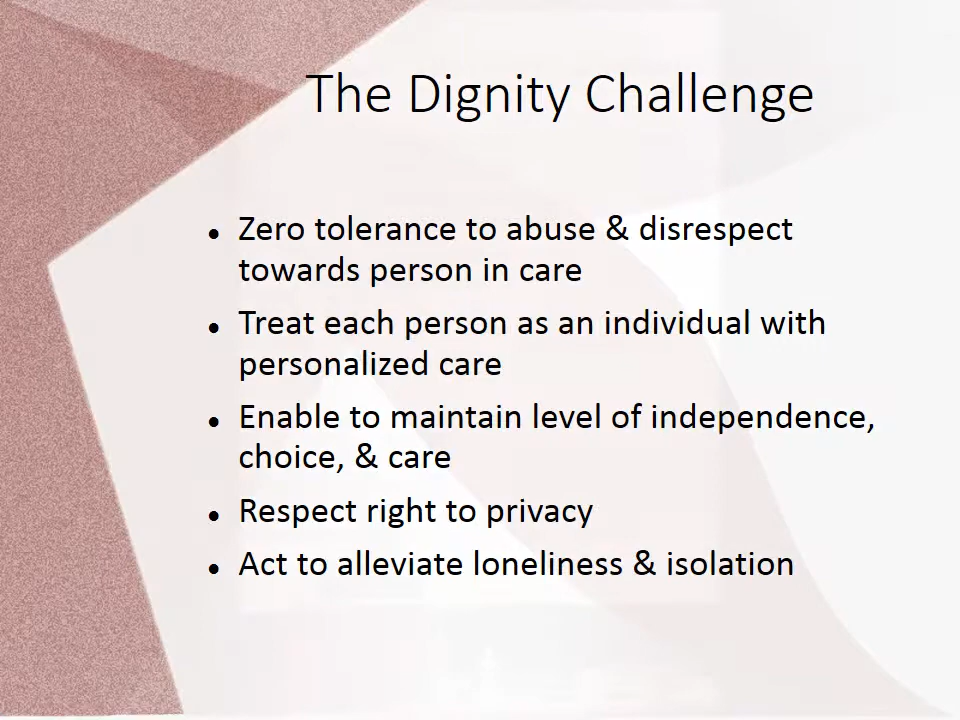 The Dignity Challenge
• Zero tolerance to abuse & disrespect
towards person in care
• Treat each person as an individual with
personalized care
• Enable to maintain level of independence,
choice, & care
• Respect right to privacy
• Act to alleviate loneliness & isolation